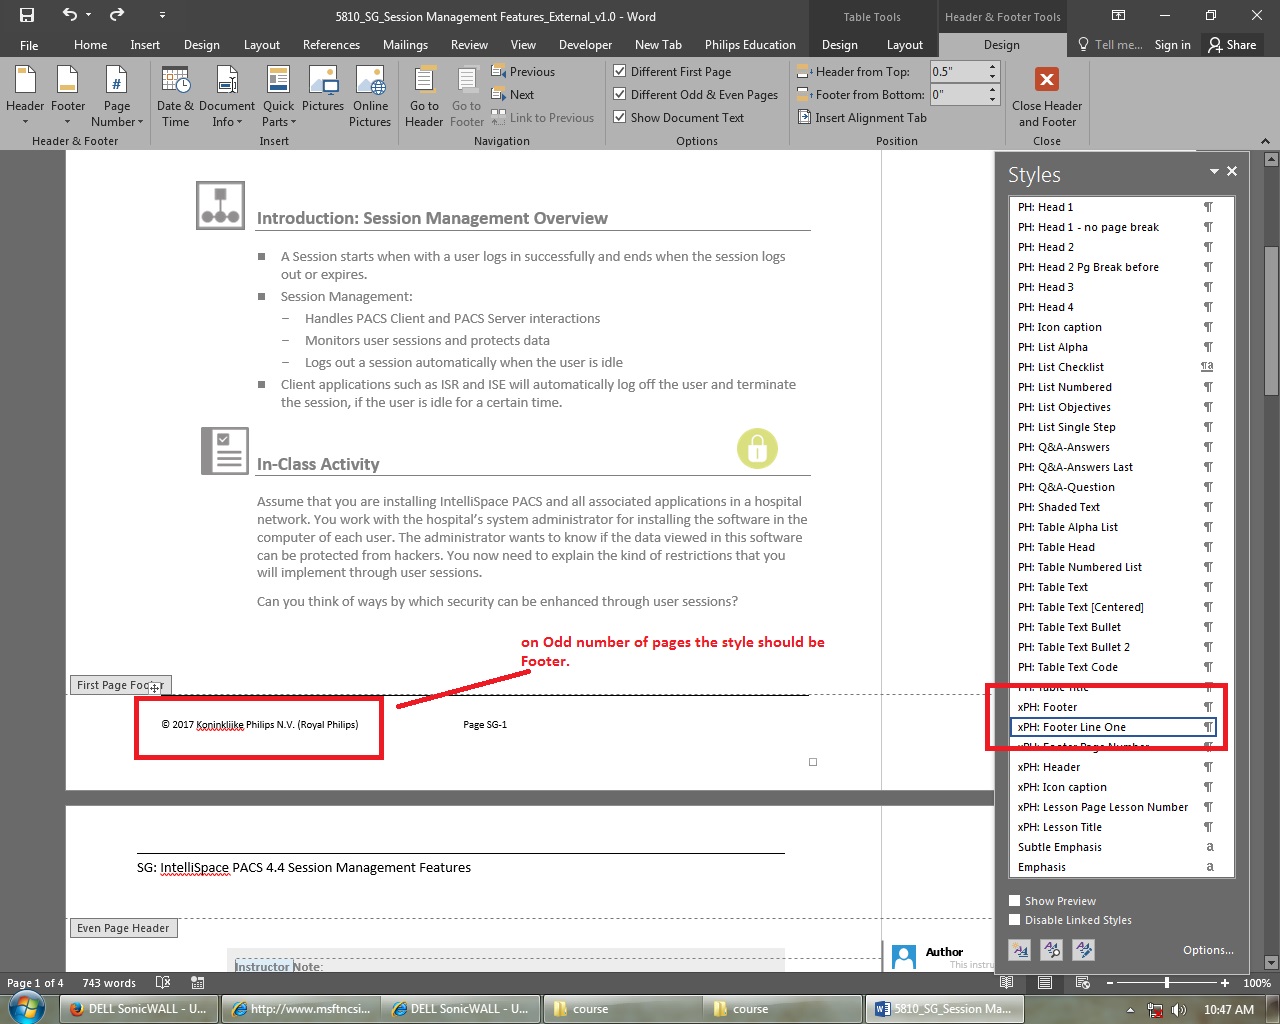 5810_SG_Session Management Features_External_v1.0 - Word
Table Tools
Header & Footer Tools
File
Home
Insert
Design
Layout
References
Mailings
Review
View
Developer
New Tab
Philips Education
Design
Layout
Design
Tell me...
Sign in
Share
Header
Footer
Page Number
Date & Time
Document Info
Quick Parts
Pictures
Online Pictures
Go to Header
Go to Footer
Previous
Next
Link to Previous
Different First Page
Different Odd & Even Pages
Show Document Text
Header from Top: 0.5"
Footer from Bottom: 0"
Insert Alignment Tab
Close Header and Footer
Header & Footer
Insert
Navigation
Options
Position
Close
Introduction: Session Management Overview
■ A Session starts when with a user logs in successfully and ends when the session logs
out or expires.
■ Session Management:
– Handles PACS Client and PACS Server interactions
– Monitors user sessions and protects data
– Logs out a session automatically when the user is idle
■ Client applications such as ISR and ISE will automatically log off the user and terminate
the session, if the user is idle for a certain time.
In-Class Activity
Assume that you are installing IntelliSpace PACS and all associated applications in a hospital
network. You work with the hospital's system administrator for installing the software in the
computer of each user. The administrator wants to know if the data viewed in this software
can be protected from hackers. You now need to explain the kind of restrictions that you
will implement through user sessions.
Can you think of ways by which security can be enhanced through user sessions?
on Odd number of pages the style should be
Footer.
First Page Footer
© 2017 Koninklijke Philips N.V. (Royal Philips)
Page SG-1
SG: IntelliSpace PACS 4.4 Session Management Features
Even Page Header
Instructor Note:
Author
This instru
Styles
PH: Head 1
PH: Head 1 - no page break
PH: Head 2
PH: Head 2 Pg Break before
PH: Head 3
PH: Head 4
PH: Icon caption
PH: List Alpha
PH: List Checklist
PH: List Numbered
PH: List Objectives
PH: List Single Step
PH: Q&A-Answers
PH: Q&A-Answers Last
PH: Q&A-Question
PH: Shaded Text
PH: Table Alpha List
PH: Table Head
PH: Table Numbered List
PH: Table Text
PH: Table Text [Centered]
PH: Table Text Bullet
PH: Table Text Bullet 2
PH: Table Text Code
PH: Table Title
xPH: Footer
xPH: Footer Line One
xPH: Footer Page Number
xPH: Header
xPH: Icon caption
xPH: Lesson Page Lesson Number
xPH: Lesson Title
Subtle Emphasis
Emphasis
Show Preview
Disable Linked Styles
Options...
Page 1 of 4
743 words
100%
DELL SonicWALL - U...
http://www.msftncsi...
DELL SonicWALL - U...
course
course
5810_SG_Session Ma...
10:47 AM